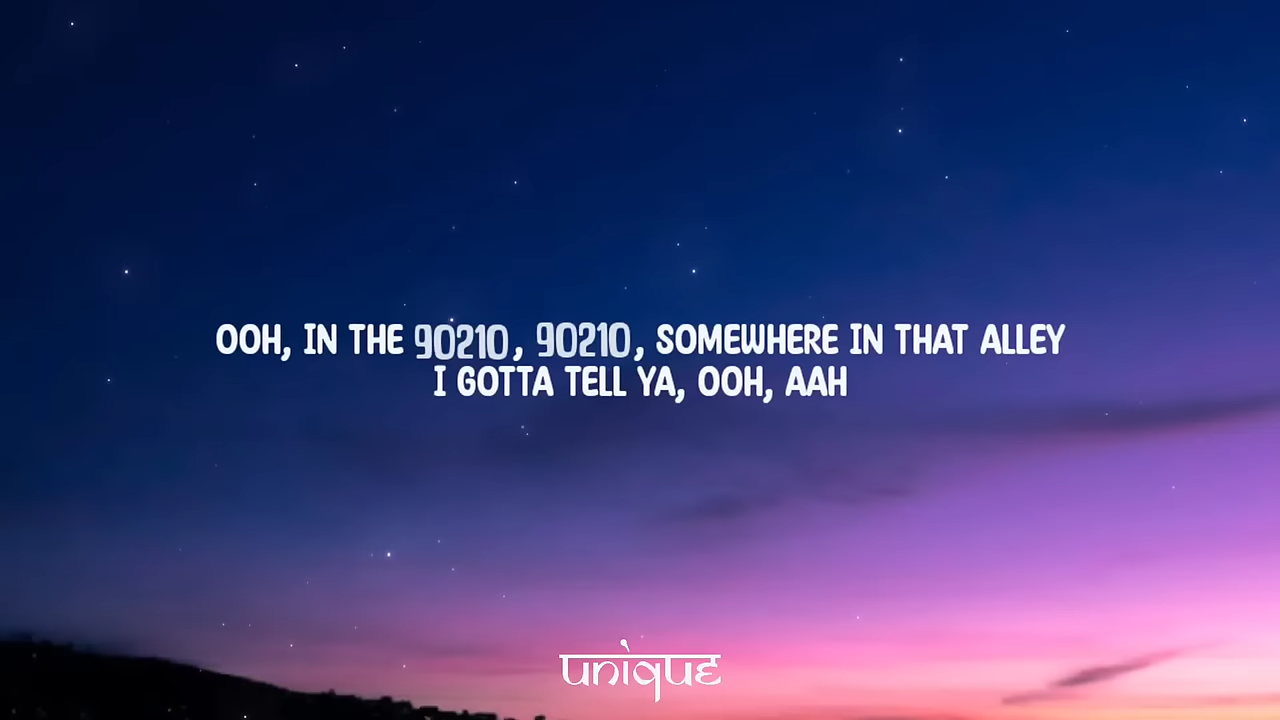 OOH, IN THE 90210, 90210, SOMEWHERE IN THAT ALLEY
I GOTTA TELL YA, OOH, AAH
unique